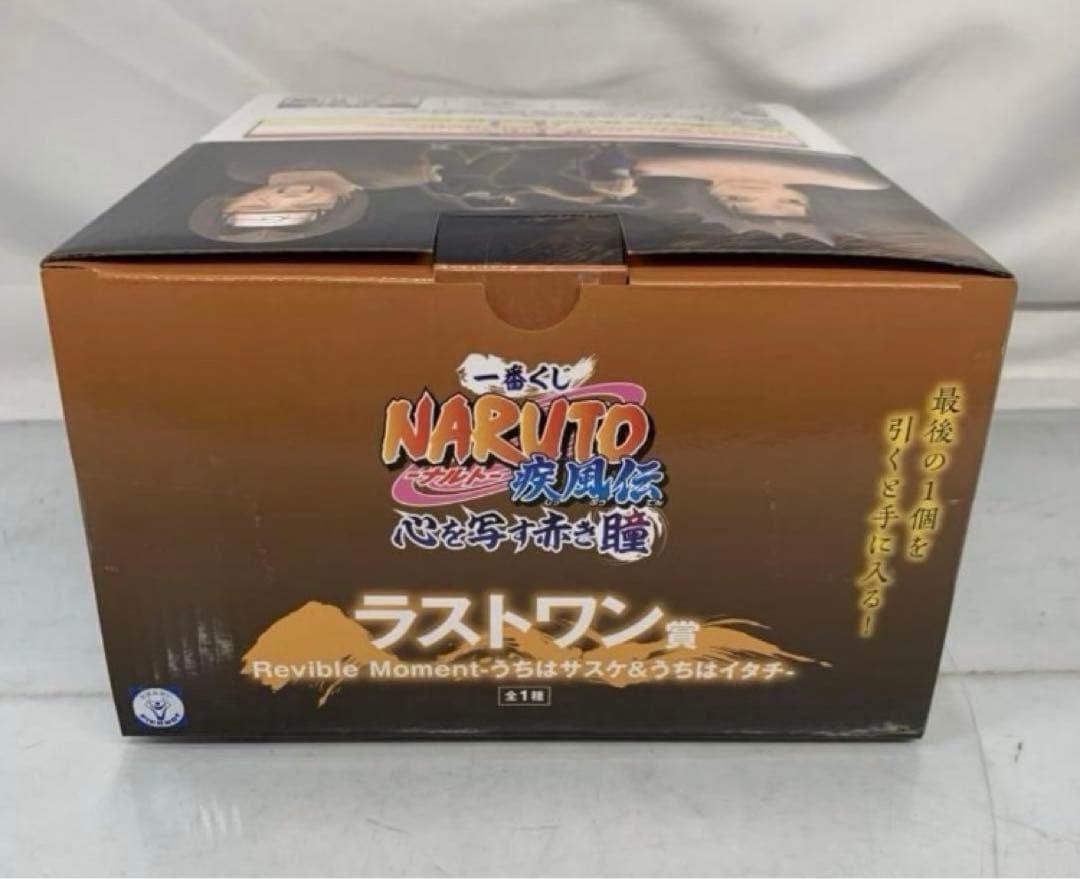 一番くじ
NARUTO
-ナルト-
疾風伝
心を写す赤き瞳
最後の1個を
引くと手に入る!
ラストワン賞
Revible Moment-うちはサスケ&うちはイタチ-
全1種